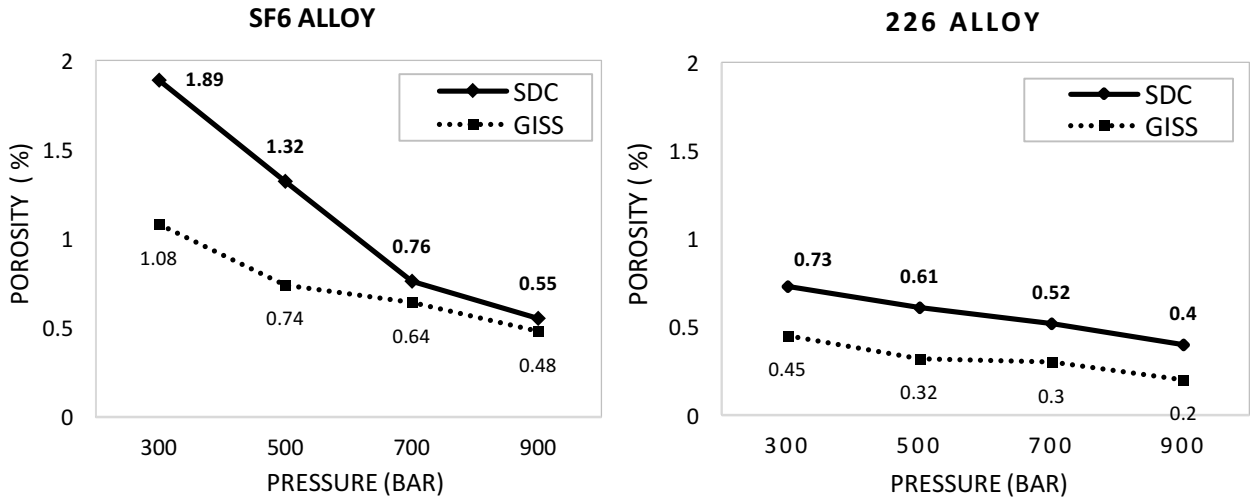 SF6 ALLOY
2
1.5
1
0.5
0
POROSITY ( %)
1.89
1.32
0.76
0.55
1.08
0.74
0.64
0.48
SDC
GISS
300 500 700 900
PRESSURE (BAR)
226 ALLOY
2
1.5
1
0.5
0
POROSITY ( %)
0.73
0.61
0.52
0.4
0.45
0.32
0.3
0.2
SDC
GISS
300 500 700 900
PRESSURE (BAR)